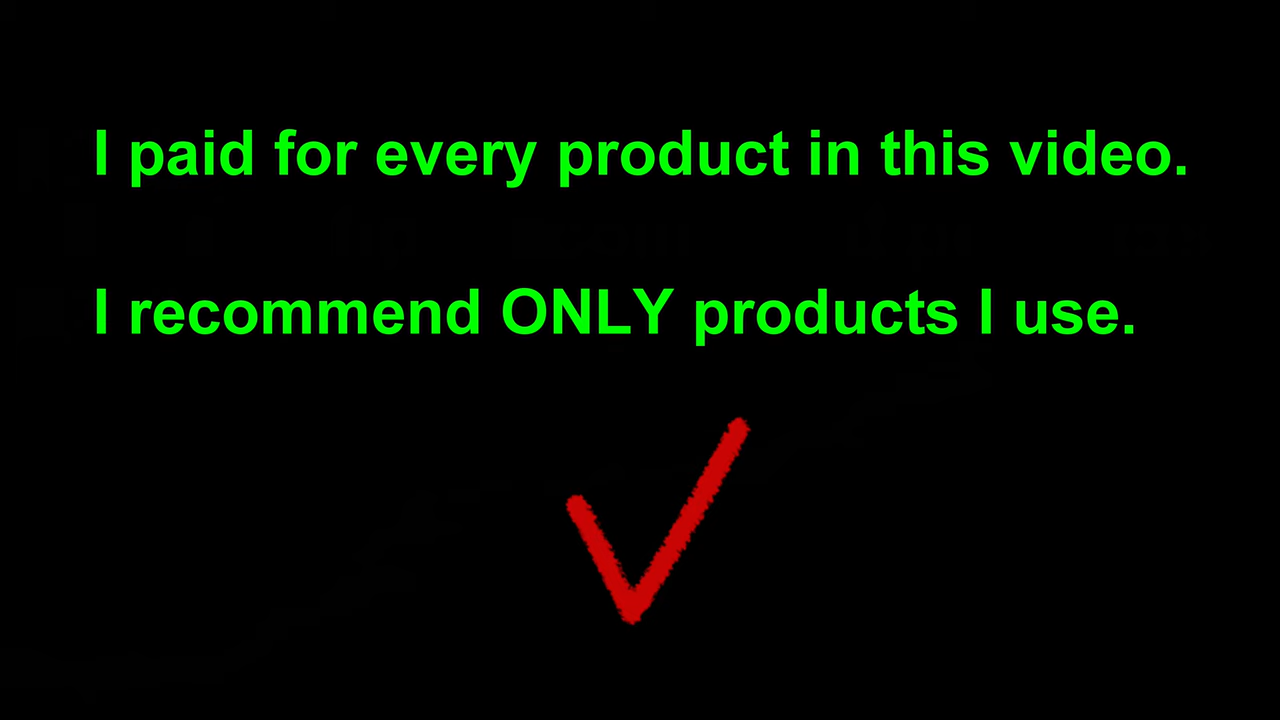 I paid for every product in this video.
I recommend ONLY products I use.